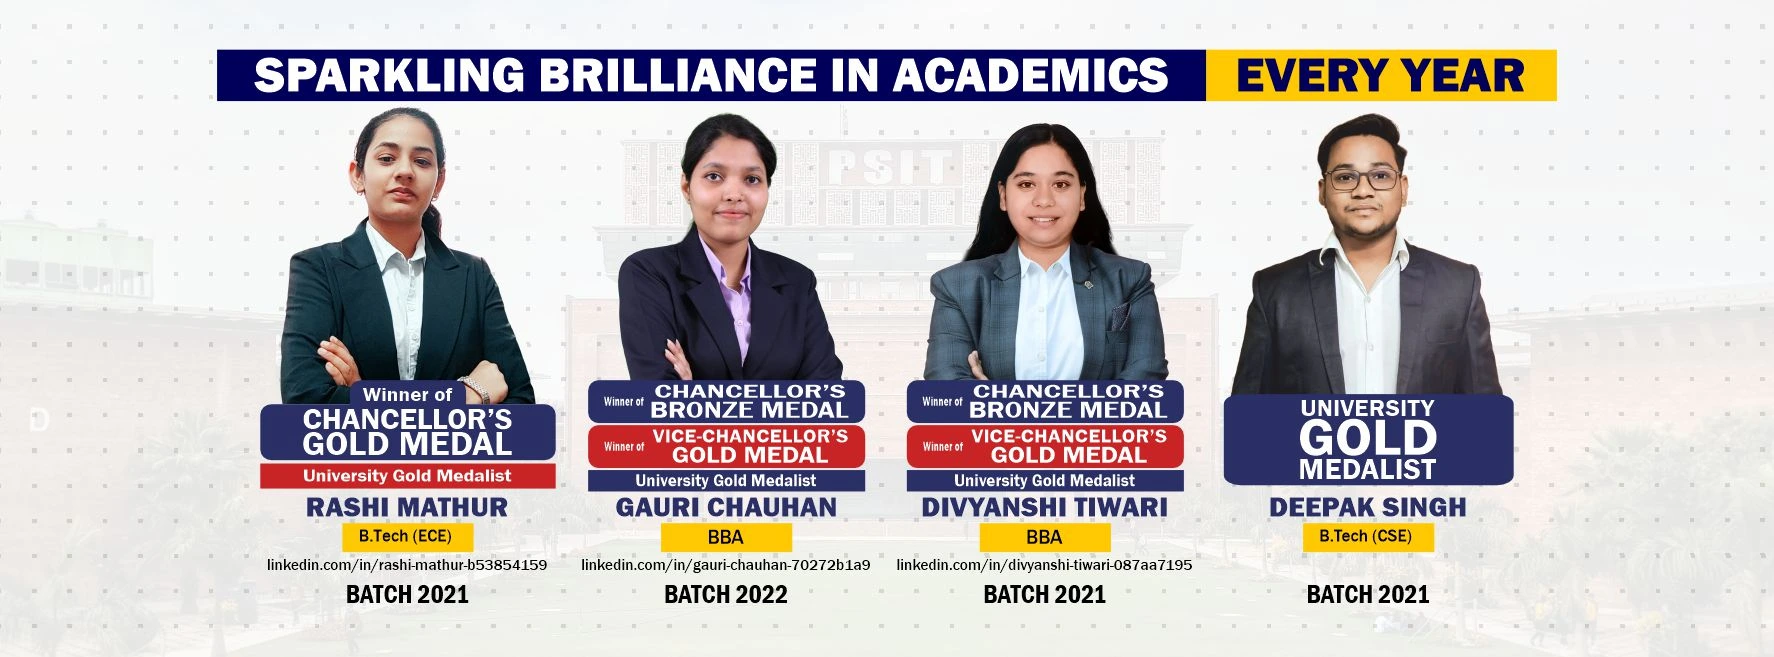 SPARKLING BRILLIANCE IN ACADEMICS EVERY YEAR
PSIT
D
Winner of
CHANCELLOR'S
GOLD MEDAL
University Gold Medalist
RASHI MATHUR
B.Tech (ECE)
linkedin.com/in/rashi-mathur-b53854159
BATCH 2021
Winner of CHANCELLOR'S
BRONZE MEDAL
Winner of VICE-CHANCELLOR'S
GOLD MEDAL
University Gold Medalist
GAURI CHAUHAN
BBA
linkedin.com/in/gauri-chauhan-70272b1a9
BATCH 2022
Winner of CHANCELLOR'S
BRONZE MEDAL
Winner of VICE-CHANCELLOR'S
GOLD MEDAL
University Gold Medalist
DIVYANSHI TIWARI
BBA
linkedin.com/in/divyanshi-tiwari-087aa7195
BATCH 2021
UNIVERSITY
GOLD
MEDALIST
DEEPAK SINGH
B.Tech (CSE)
BATCH 2021